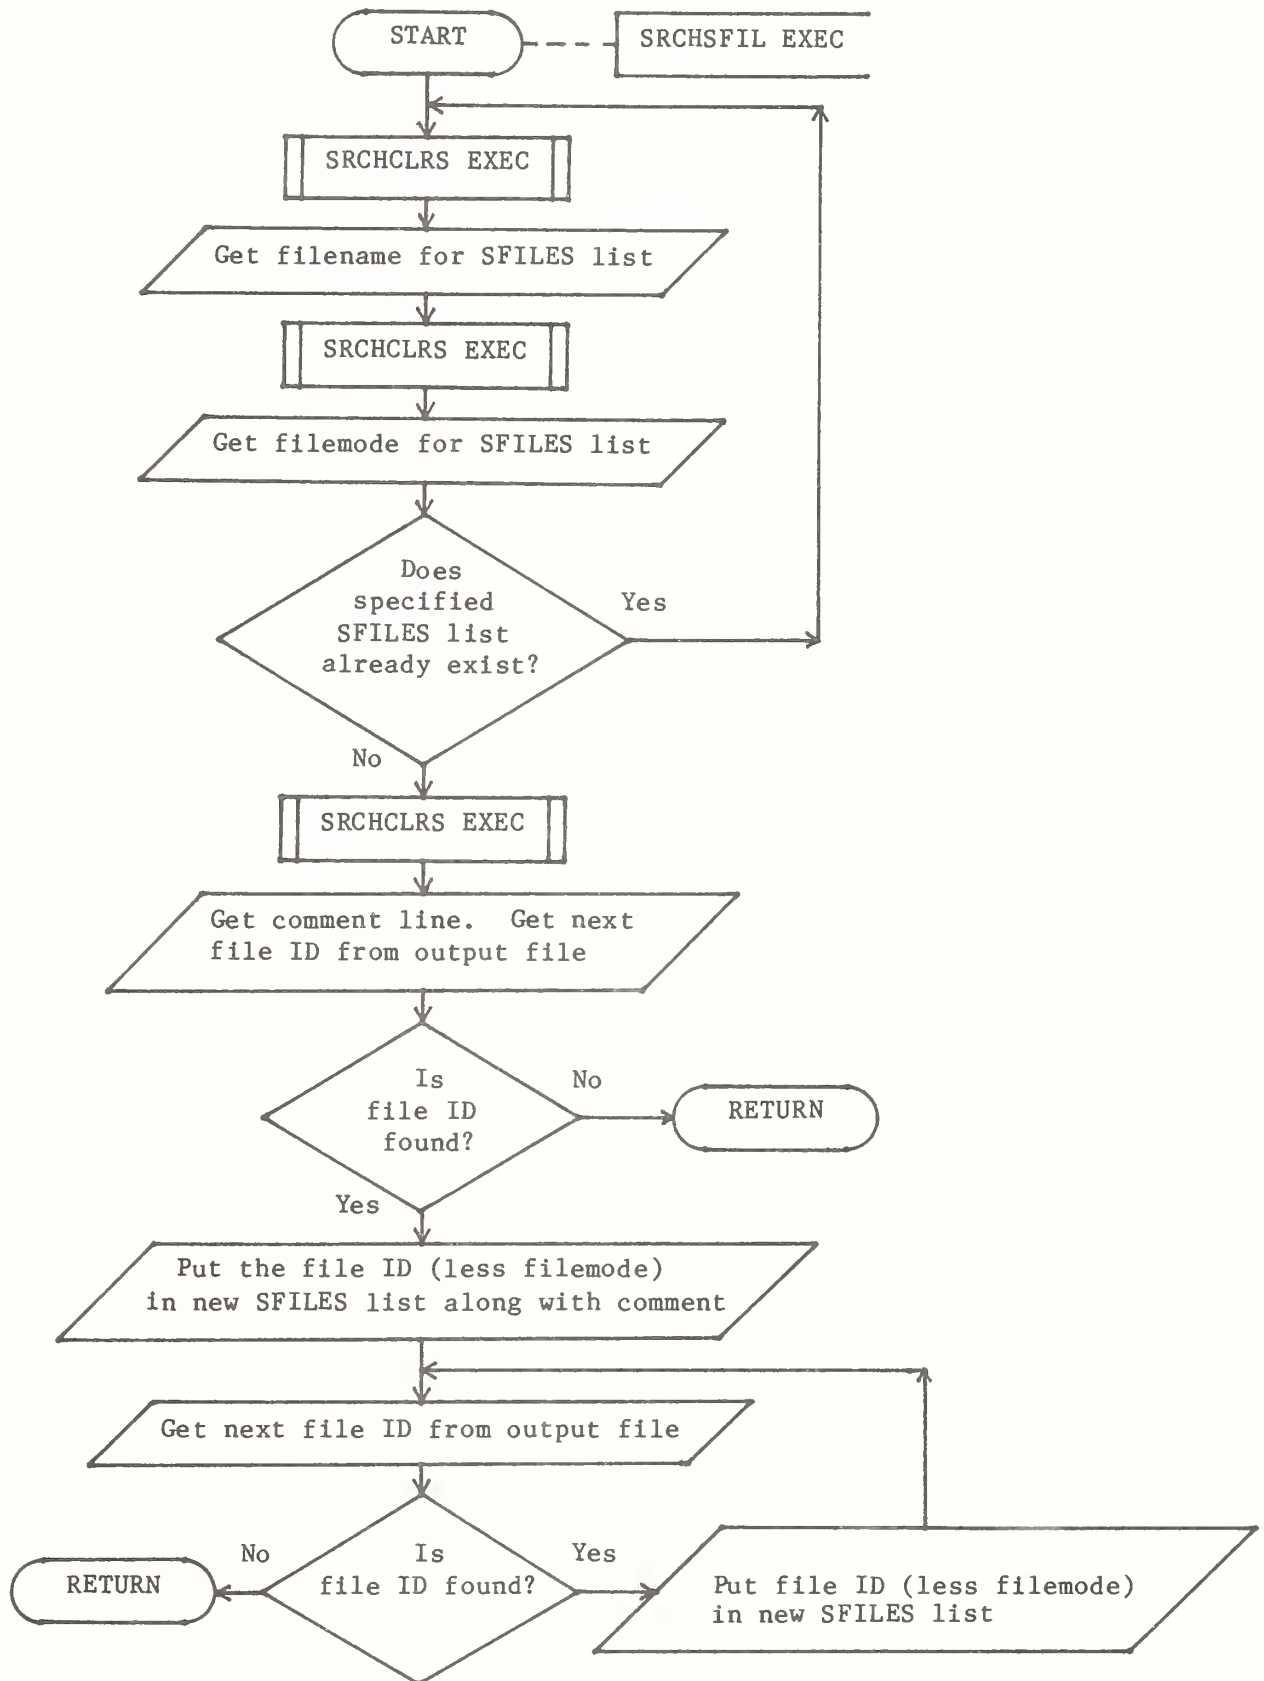 START
SRCHSFIL EXEC
SRCHCLRS EXEC
Get filename for SFILES list
SRCHCLRS EXEC
Get filemode for SFILES list
Does
specified
SFILES list
already exist?
Yes
No
SRCHCLRS EXEC
Get comment line. Get next
file ID from output file
Is
file ID
found?
No
RETURN
Yes
Put the file ID (less filemode)
in new SFILES list along with comment
Get next file ID from output file
Is
file ID found?
No
RETURN
Yes
Put file ID (less filemode)
in new SFILES list